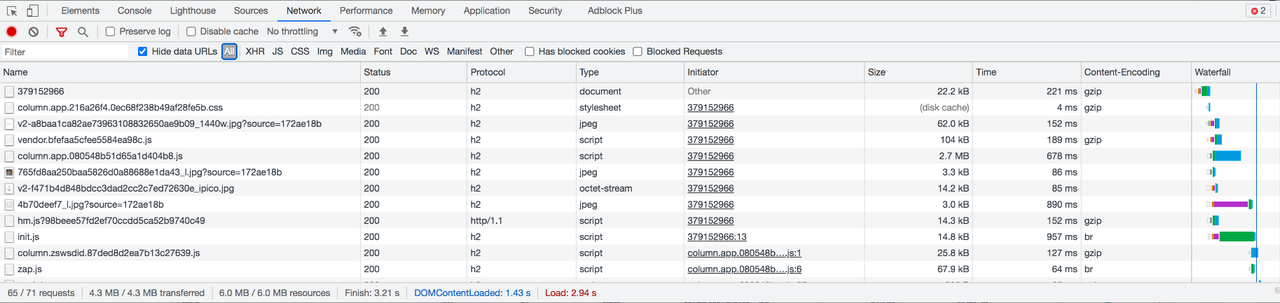 Elements Console Lighthouse Sources Network Performance Memory Application Security Adblock Plus 2
Preserve log Disable cache No throttling
Filter Hide data URLs All XHR JS CSS Img Media Font Doc WS Manifest Other Has blocked cookies Blocked Requests
Name Status Protocol Type Initiator Size Time Content-Encoding Waterfall
379152966 200 h2 document Other 22.2 kB 221 ms gzip
column.app.216a26f4.0ec68f238b49af28fe5b.css 200 h2 stylesheet 379152966 (disk cache) 4 ms gzip
v2-a8baa1ca82ae73963108832650ae9b09_1440w.jpg?source=172ae18b 200 h2 jpeg 379152966 62.0 kB 152 ms
vendor.bfefaa5cfee5584ea98c.js 200 h2 script 379152966 104 kB 189 ms gzip
column.app.080548b51d65a1d404b8.js 200 h2 script 379152966 2.7 MB 678 ms
765fd8aa250baa5826d0a88688e1da43_l.jpg?source=172ae18b 200 h2 jpeg 379152966 3.3 kB 86 ms
v2-f471b4d848bdcc3dad2cc2c7ed72630e_ipico.jpg 200 h2 octet-stream 379152966 14.2 kB 85 ms
4b70deef7_l.jpg?source=172ae18b 200 h2 jpeg 379152966 3.0 kB 890 ms
hm.js?98beee57fd2ef70ccdd5ca52b9740c49 200 http/1.1 script 379152966 14.3 kB 152 ms gzip
init.js 200 h2 script 379152966:13 14.8 kB 957 ms br
column.zswsdid.87ded8d2ea7b13c27639.js 200 h2 script column.app.080548b....js:1 25.8 kB 127 ms gzip
zap.js 200 h2 script column.app.080548b....js:6 67.9 kB 64 ms br
65 / 71 requests 4.3 MB / 4.3 MB transferred 6.0 MB / 6.0 MB resources Finish: 3.21 s DOMContentLoaded: 1.43 s Load: 2.94 s